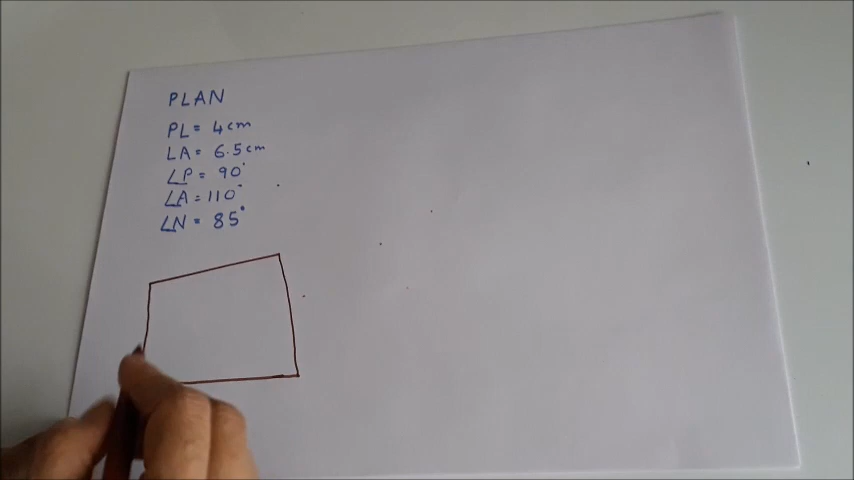 PLAN
PL = 4cm
LA = 6.5cm
∠P = 90°
∠A = 110°
∠N = 85°